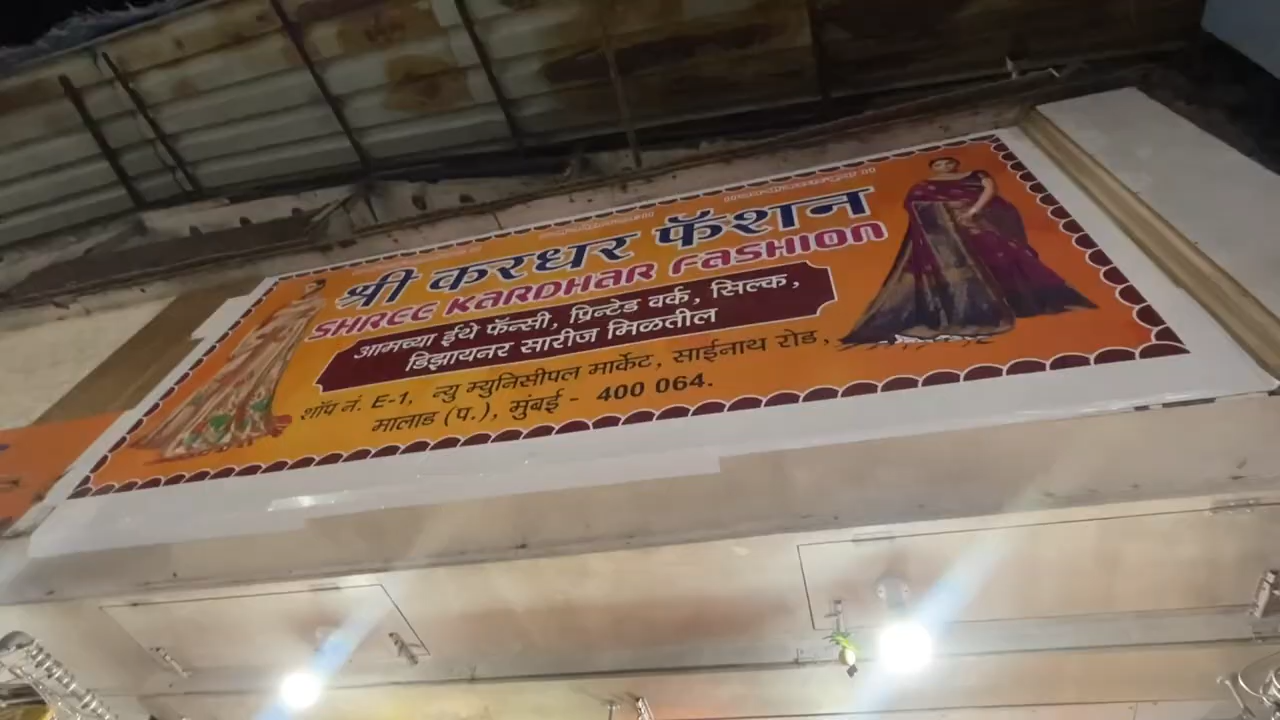 श्री करधर फॅशन
SHREE KARDHAR FASHION
आमच्या ईथे फॅन्सी, प्रिन्टेड वर्क, सिल्क,
डिझायनर सारीज मिळतील
शॉप नं. E-1, न्यु म्युनिसीपल मार्केट, साईनाथ रोड,
मालाड (प.), मुंबई - 400 064.